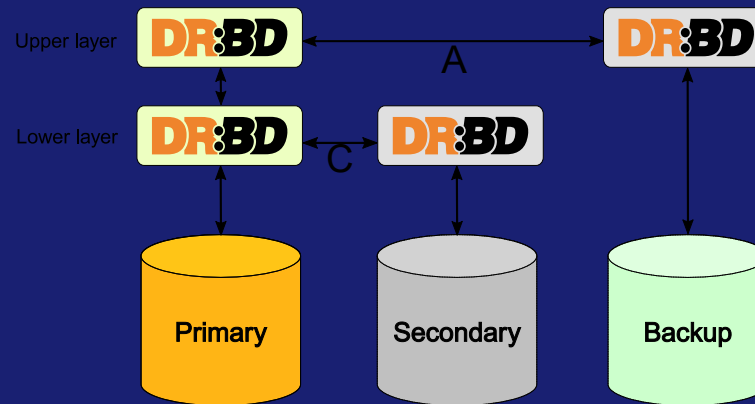 Upper layer
DR:BD
A
DR:BD
Lower layer
DR:BD
C
DR:BD
Primary
Secondary
Backup